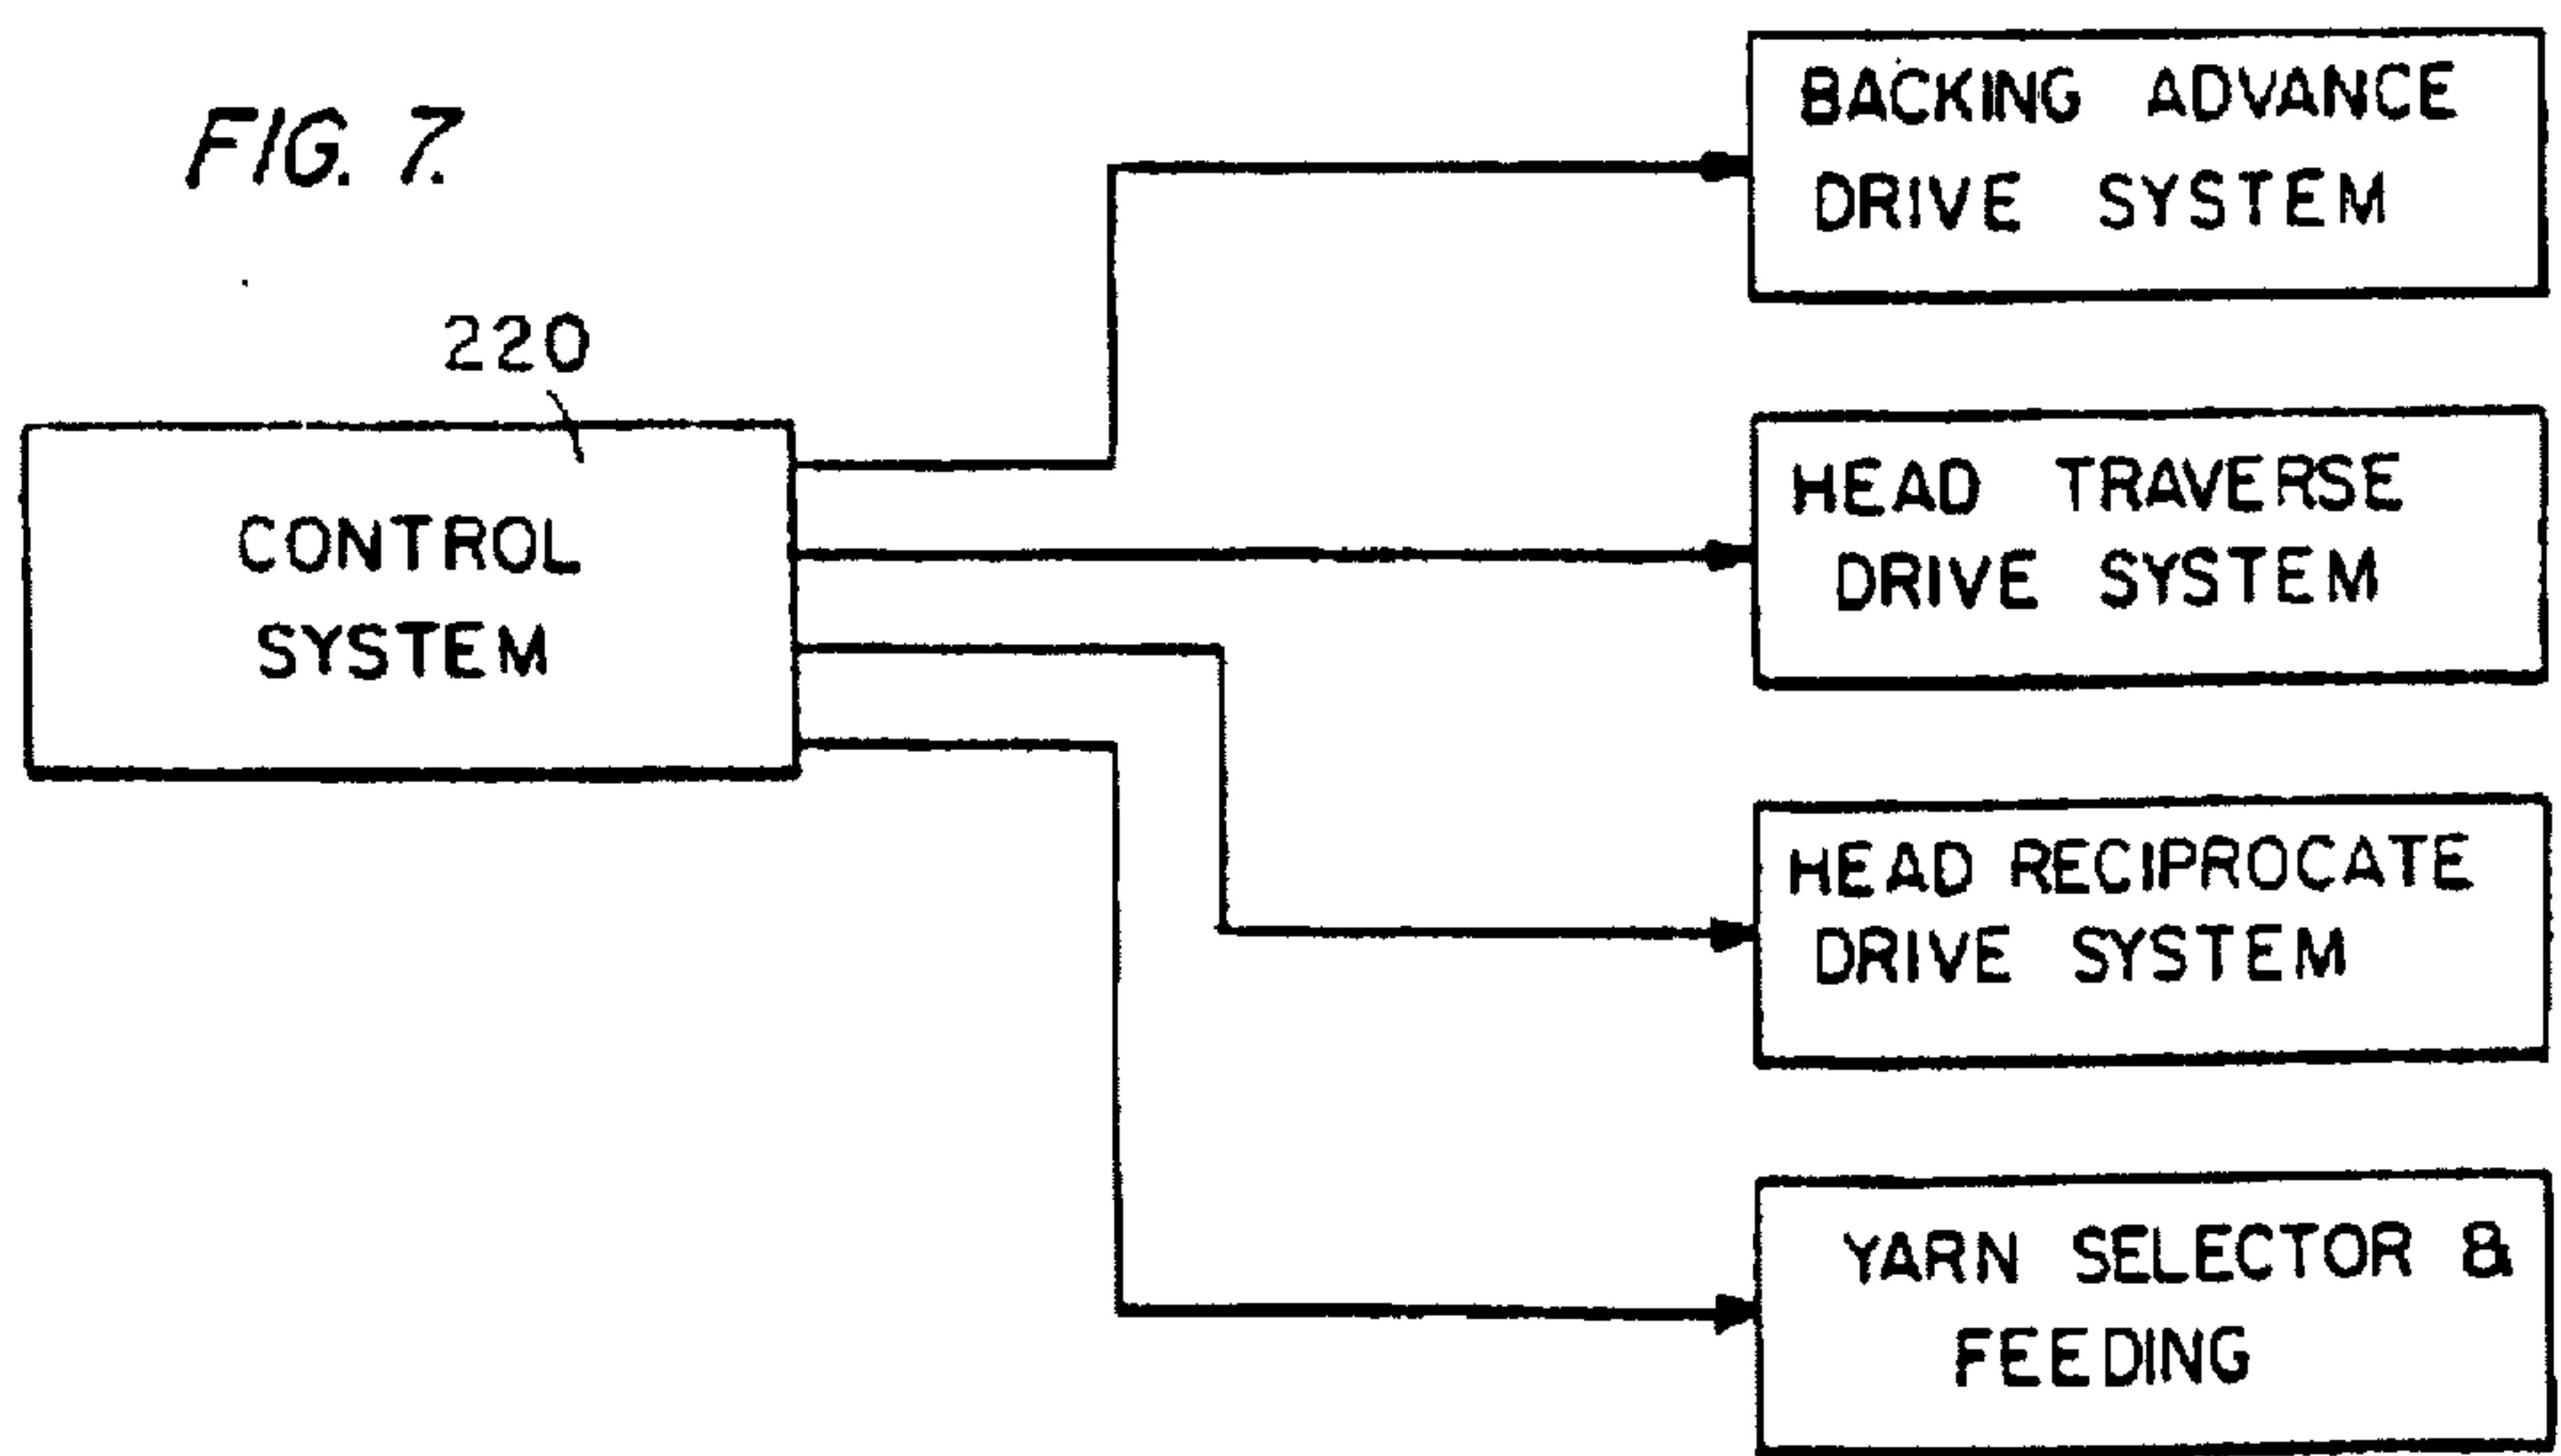 FIG. 7.
220
CONTROL
SYSTEM
BACKING ADVANCE
DRIVE SYSTEM
HEAD TRAVERSE
DRIVE SYSTEM
HEAD RECIPROCATE
DRIVE SYSTEM
YARN SELECTOR &
FEEDING